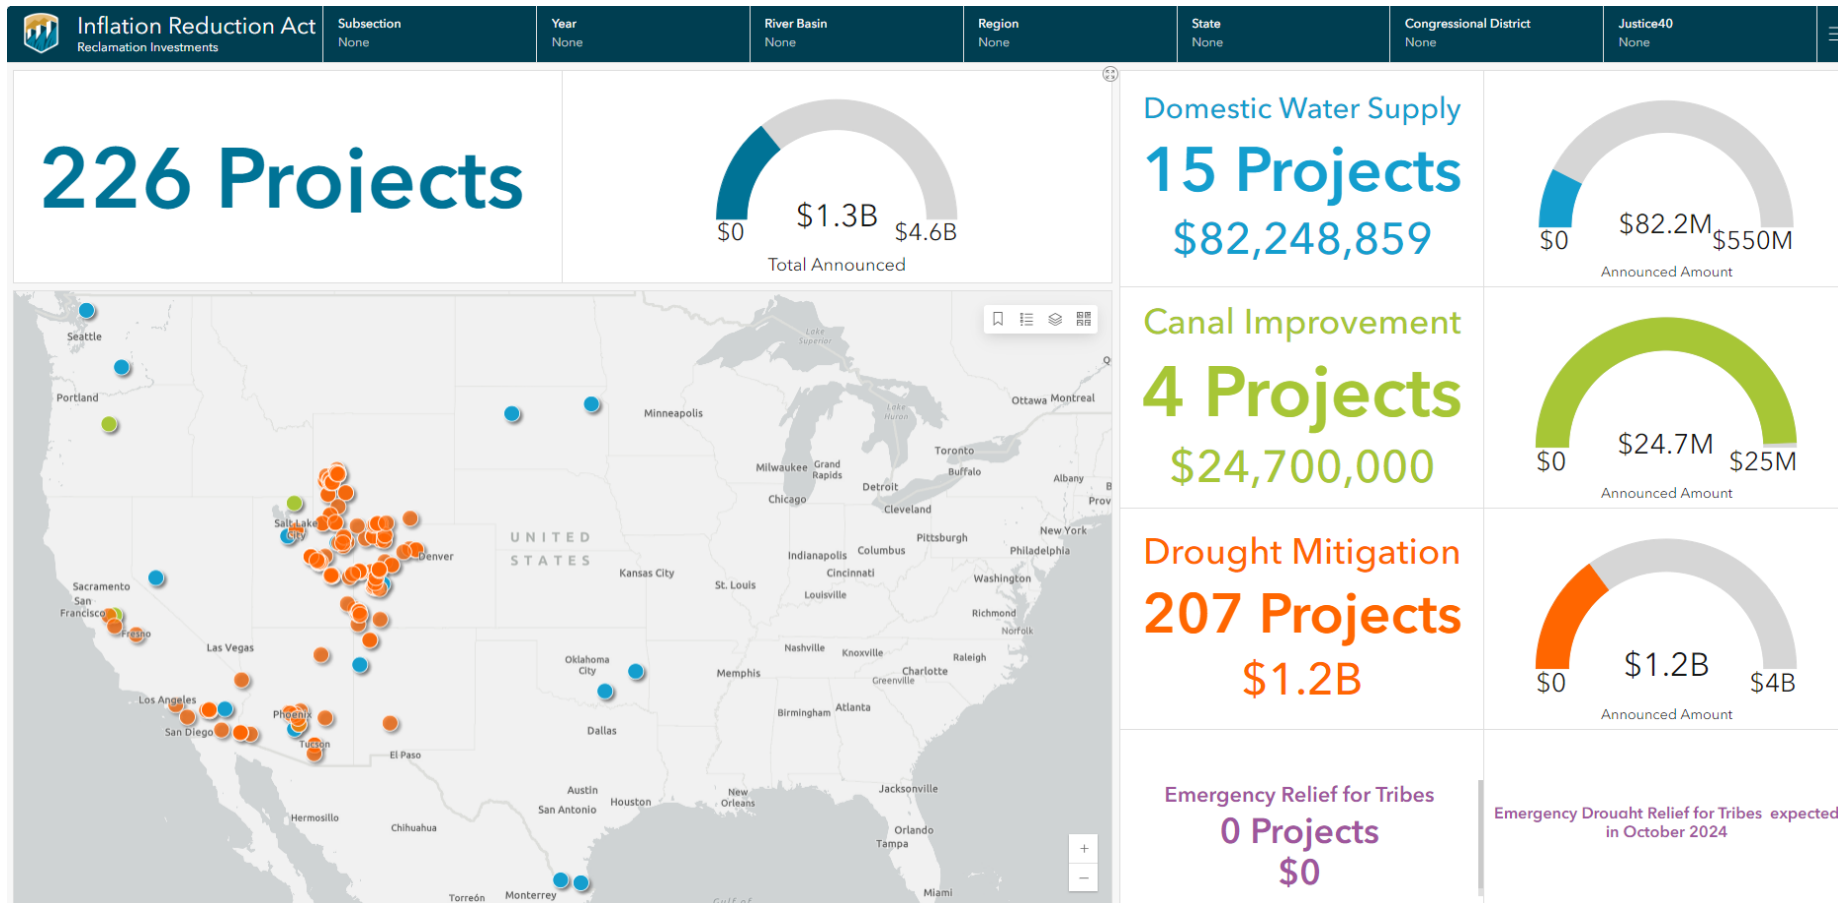 Inflation Reduction Act
Reclamation Investments
Subsection
None
Year
None
River Basin
None
Region
None
State
None
Congressional District
None
Justice40
None
226 Projects
$1.3B
$0
$4.6B
Total Announced
Domestic Water Supply
15 Projects
$82,248,859
$82.2M
$0
$550M
Announced Amount
Canal Improvement
4 Projects
$24,700,000
$24.7M
$0
$25M
Announced Amount
Drought Mitigation
207 Projects
$1.2B
$1.2B
$0
$4B
Announced Amount
Emergency Relief for Tribes
0 Projects
$0
Emergency Drought Relief for Tribes expected
in October 2024
Seattle
Portland
Lake
Superior
Minneapolis
Lake
Huron
Ottawa
Montreal
Q
Toronto
Buffalo
Milwaukee
Grand
Rapids
Detroit
Chicago
Cleveland
Albany
B
Prov
Salt Lake
City
UNITED
STATES
Denver
New York
Pittsburgh
Philadelphia
Indianapolis
Columbus
Cincinnati
Kansas City
St. Louis
Louisville
Washington
Sacramento
San
Francisco
Fresno
Richmond
Norfolk
Las Vegas
Nashville
Knoxville
Raleigh
Oklahoma
City
Memphis
Charlotte
Greenville
Los Angeles
Phoenix
Birmingham
Atlanta
San Diego
Tucson
Dallas
El Paso
Austin
San Antonio
Houston
New
Orleans
Jacksonville
Hermosillo
Chihuahua
Orlando
Tampa
Torreón
Monterrey
Miami
Gulf of
+
−